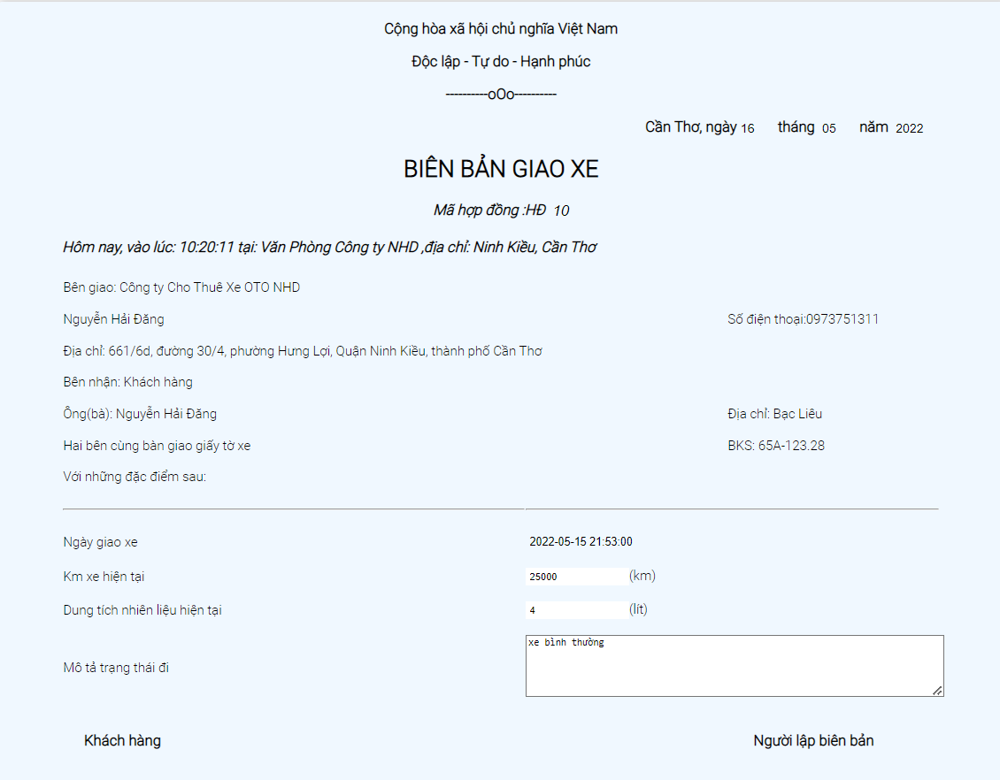 Cộng hòa xã hội chủ nghĩa Việt Nam
Độc lập - Tự do - Hạnh phúc
----------oOo----------
Cần Thơ, ngày 16 tháng 05 năm 2022
BIÊN BẢN GIAO XE
Mã hợp đồng :HĐ 10
Hôm nay, vào lúc: 10:20:11 tại: Văn Phòng Công ty NHD ,địa chỉ: Ninh Kiều, Cần Thơ
Bên giao: Công ty Cho Thuê Xe OTO NHD
Nguyễn Hải Đăng Số điện thoại:0973751311
Địa chỉ: 661/6d, đường 30/4, phường Hưng Lợi, Quận Ninh Kiều, thành phố Cần Thơ
Bên nhận: Khách hàng
Ông(bà): Nguyễn Hải Đăng Địa chỉ: Bạc Liêu
Hai bên cùng bàn giao giấy tờ xe BKS: 65A-123.28
Với những đặc điểm sau:
Ngày giao xe 2022-05-15 21:53:00
Km xe hiện tại 25000 (km)
Dung tích nhiên liệu hiện tại 4 (lít)
Mô tả trạng thái đi xe bình thường
Khách hàng Người lập biên bản